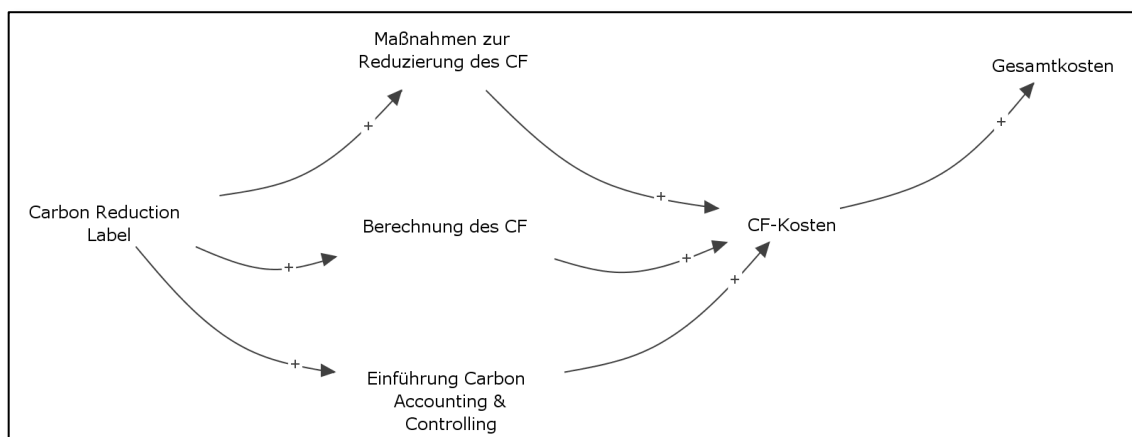 Maßnahmen zur
Reduzierung des CF
Gesamtkosten
+
+
+
Carbon Reduction
Label
Berechnung des CF
CF-Kosten
+
+
+
+
Einführung Carbon
Accounting &
Controlling